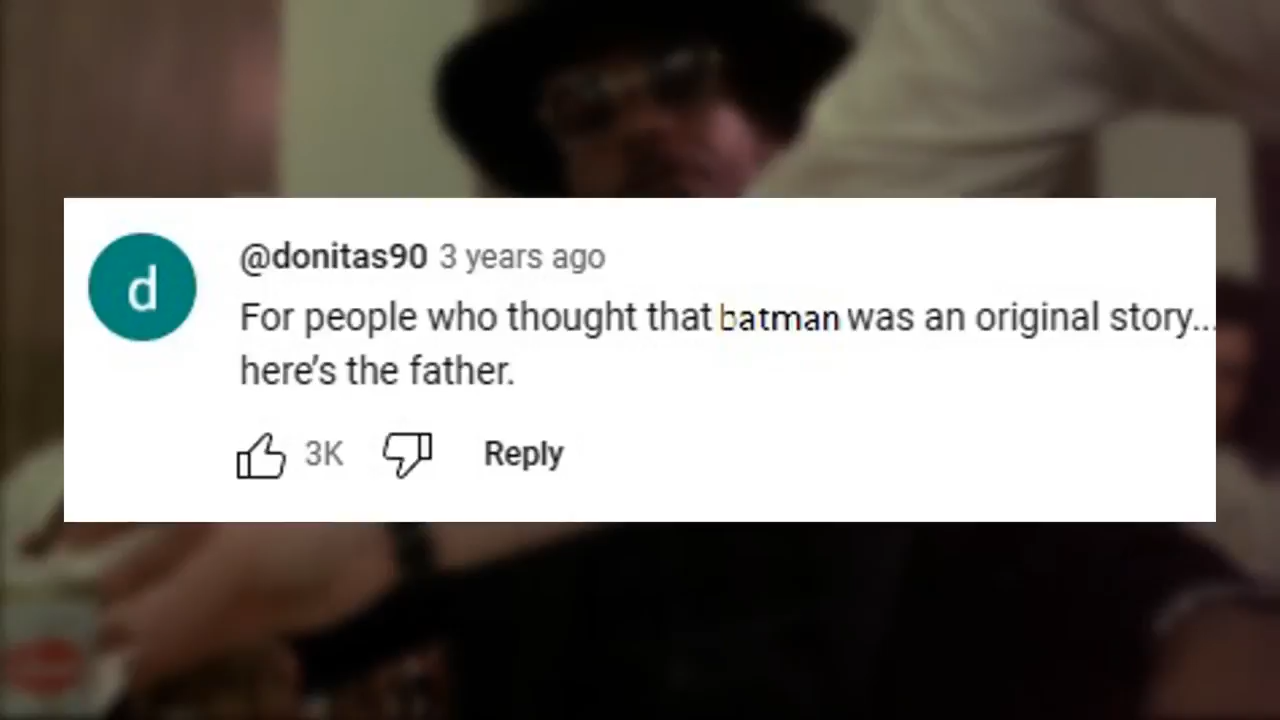 d
@donitas90 3 years ago
For people who thought that batman was an original story...
here’s the father.
3K Reply